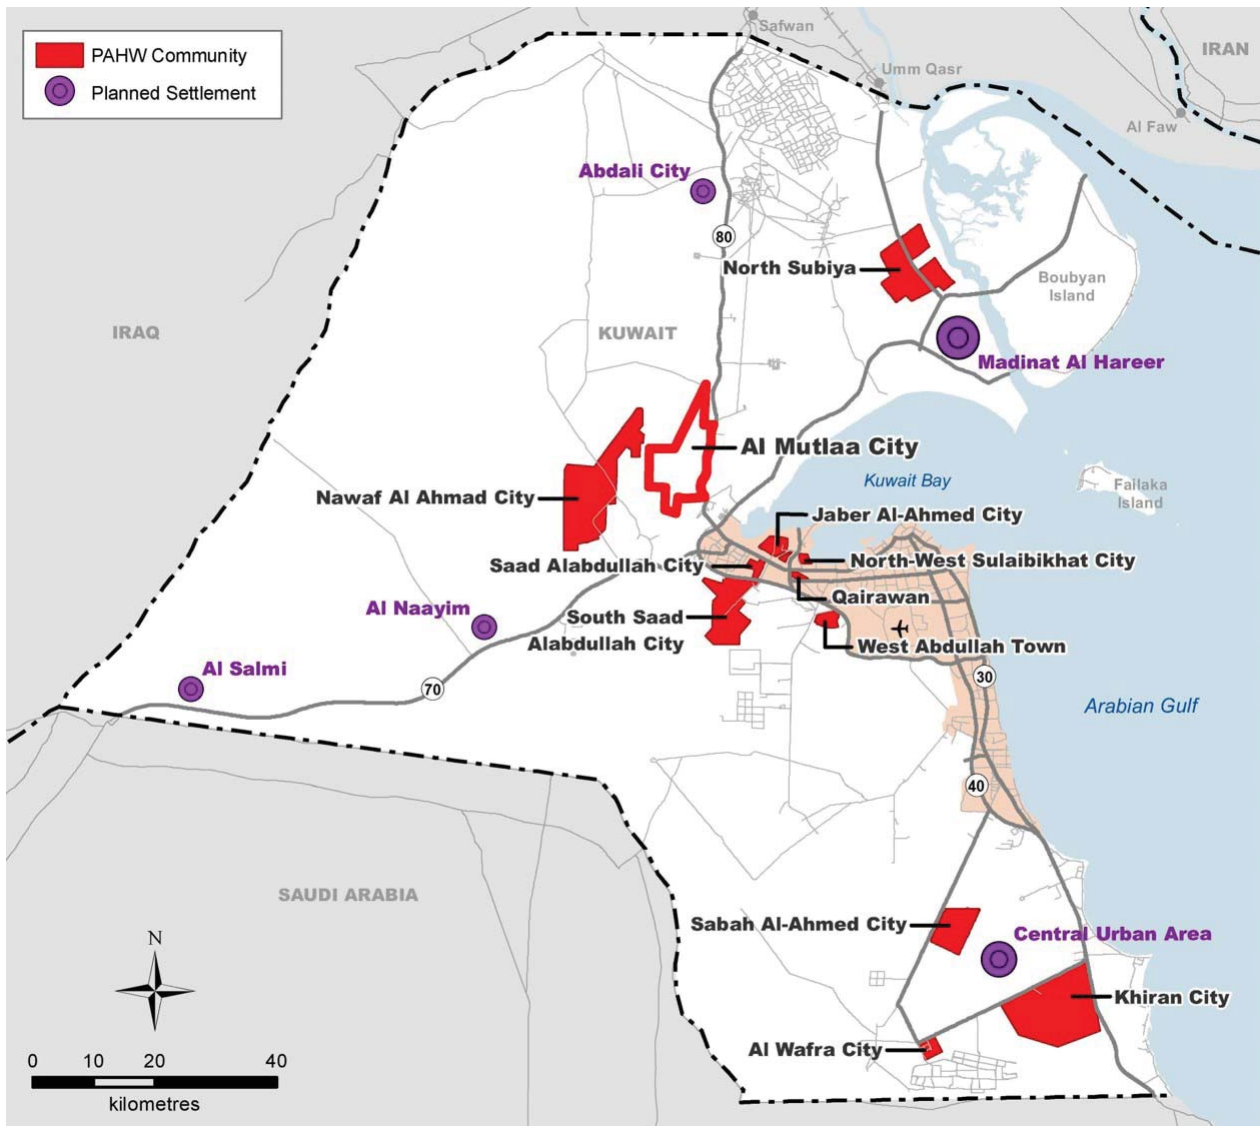 PAHW Community
Planned Settlement
Safwan
IRAN
Umm Qasr
Al Faw
Abdali City
80
North Subiya
Boubyan
Island
IRAQ
KUWAIT
Madinat Al Hareer
Al Mutlaa City
Kuwait Bay
Failaka
Island
Nawaf Al Ahmad City
Jaber Al-Ahmed City
Saad Alabdullah City
North-West Sulaibikhat City
Qairawan
Al Naayim
South Saad
Alabdullah City
West Abdullah Town
Al Salmi
70
30
Arabian Gulf
40
SAUDI ARABIA
Sabah Al-Ahmed City
Central Urban Area
N
Khiran City
Al Wafra City
0 10 20 40
kilometres